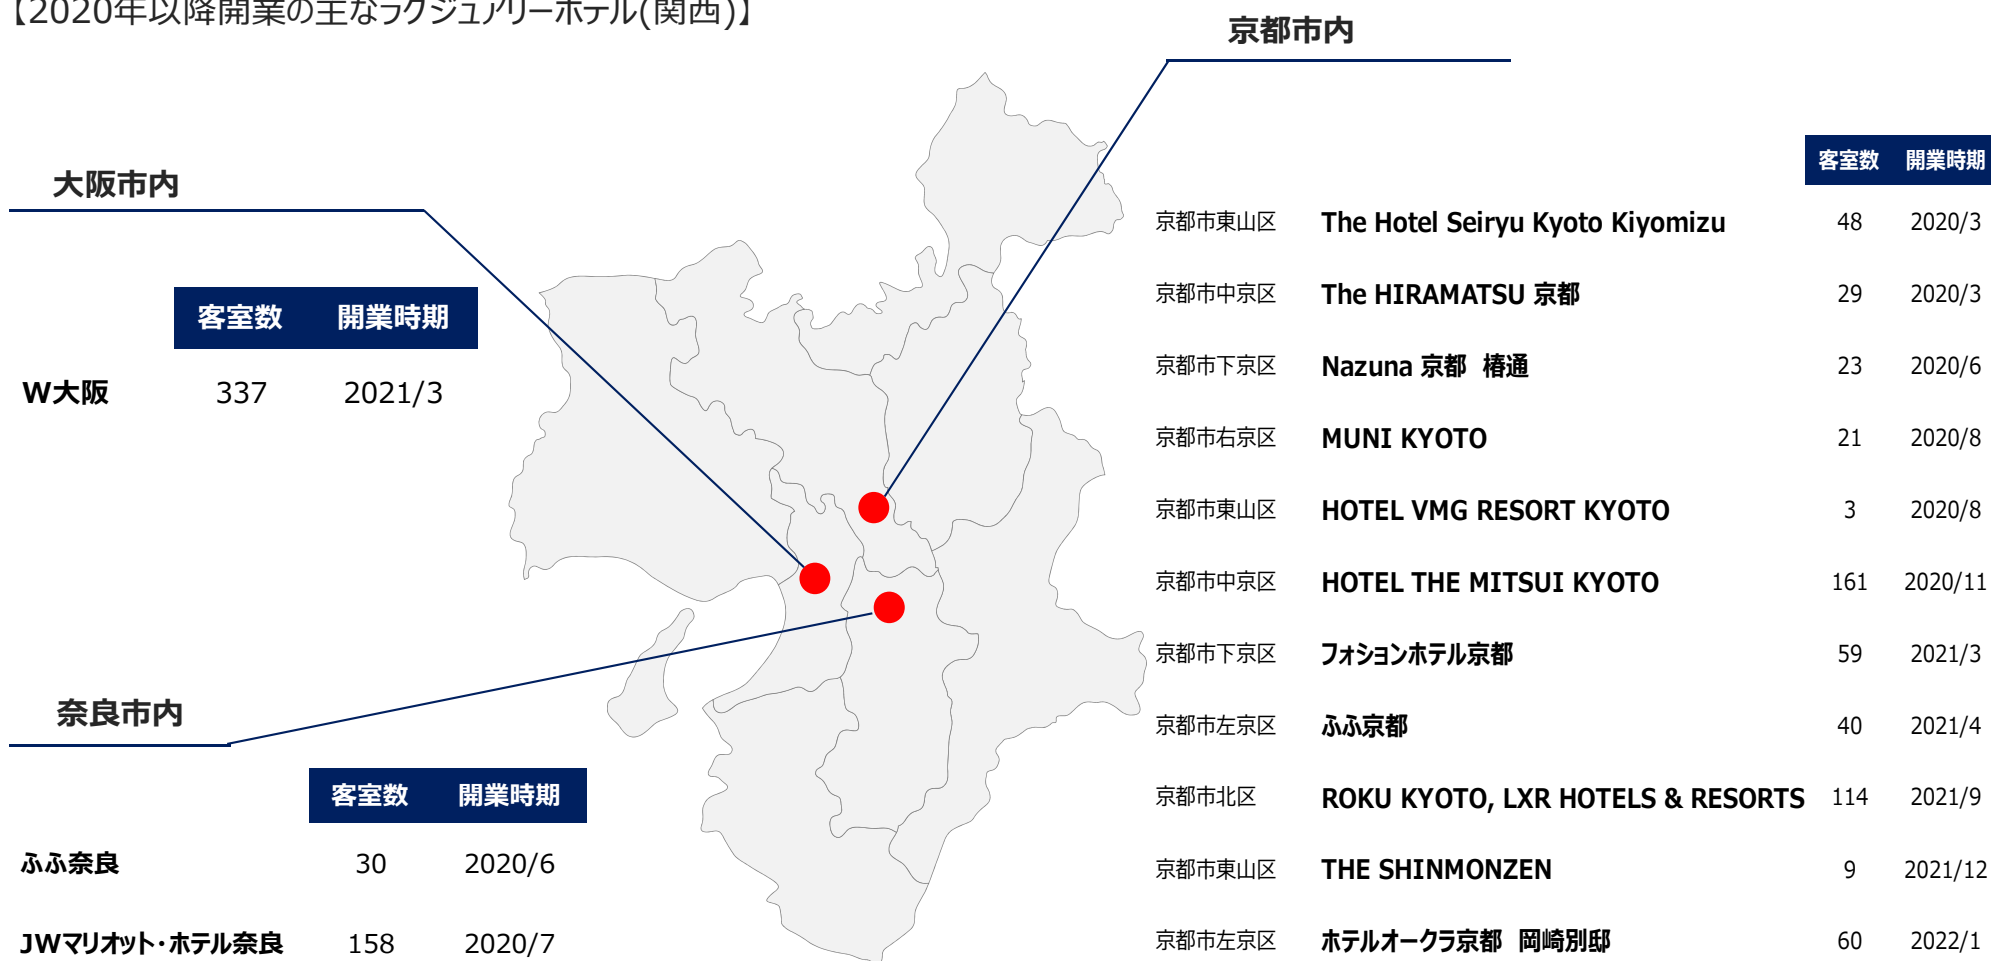 【2020年以降開業の主なラグジュアリーホテル(関西)】
京都市内
客室数 開業時期
京都市東山区 The Hotel Seiryu Kyoto Kiyomizu 48 2020/3
京都市中京区 The HIRAMATSU 京都 29 2020/3
京都市下京区 Nazuna 京都 椿通 23 2020/6
京都市右京区 MUNI KYOTO 21 2020/8
京都市東山区 HOTEL VMG RESORT KYOTO 3 2020/8
京都市中京区 HOTEL THE MITSUI KYOTO 161 2020/11
京都市下京区 フォションホテル京都 59 2021/3
京都市左京区 ふふ京都 40 2021/4
京都市北区 ROKU KYOTO, LXR HOTELS & RESORTS 114 2021/9
京都市東山区 THE SHINMONZEN 9 2021/12
京都市左京区 ホテルオークラ京都 岡崎別邸 60 2022/1
大阪市内
客室数 開業時期
W大阪 337 2021/3
奈良市内
客室数 開業時期
ふふ奈良 30 2020/6
JWマリオット・ホテル奈良 158 2020/7